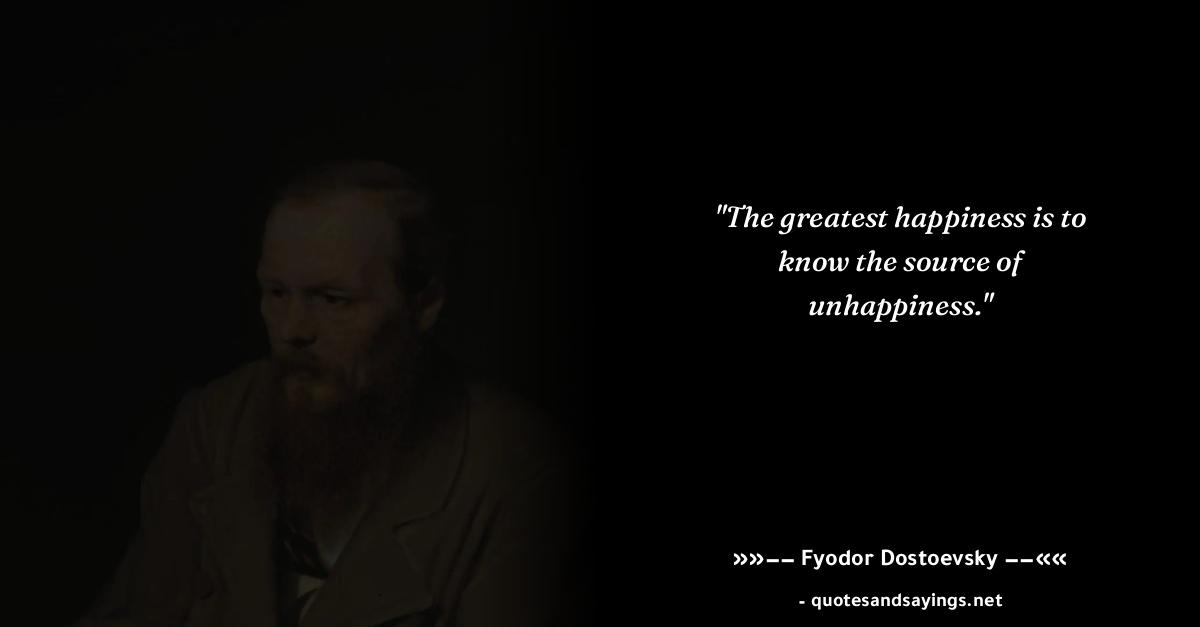 "The greatest happiness is to
know the source of
unhappiness."
»»–– Fyodor Dostoevsky ––««
- quotesandsayings.net